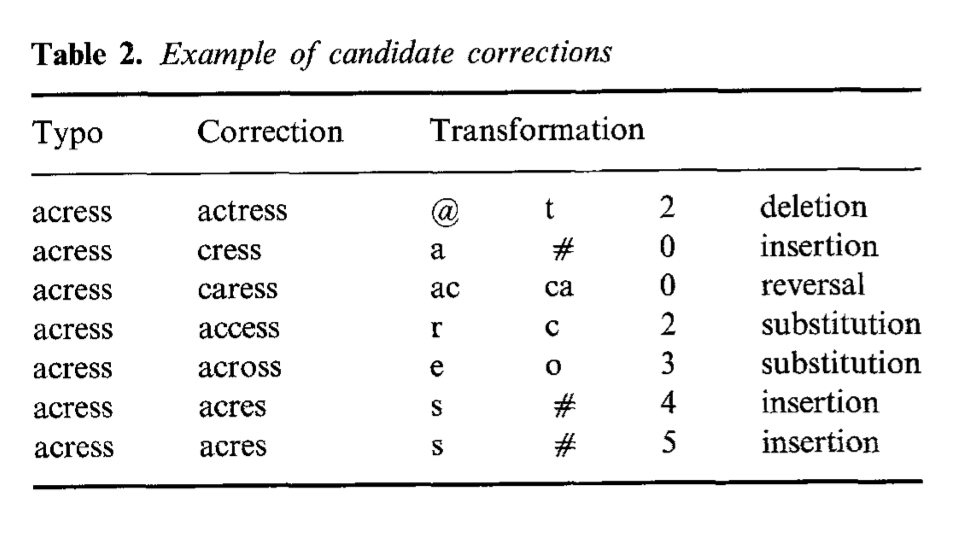 Table 2. Example of candidate corrections
Typo Correction Transformation
acress actress @ t 2 deletion
acress cress a # 0 insertion
acress caress ac ca 0 reversal
acress access r c 2 substitution
acress across e o 3 substitution
acress acres s # 4 insertion
acress acres s # 5 insertion